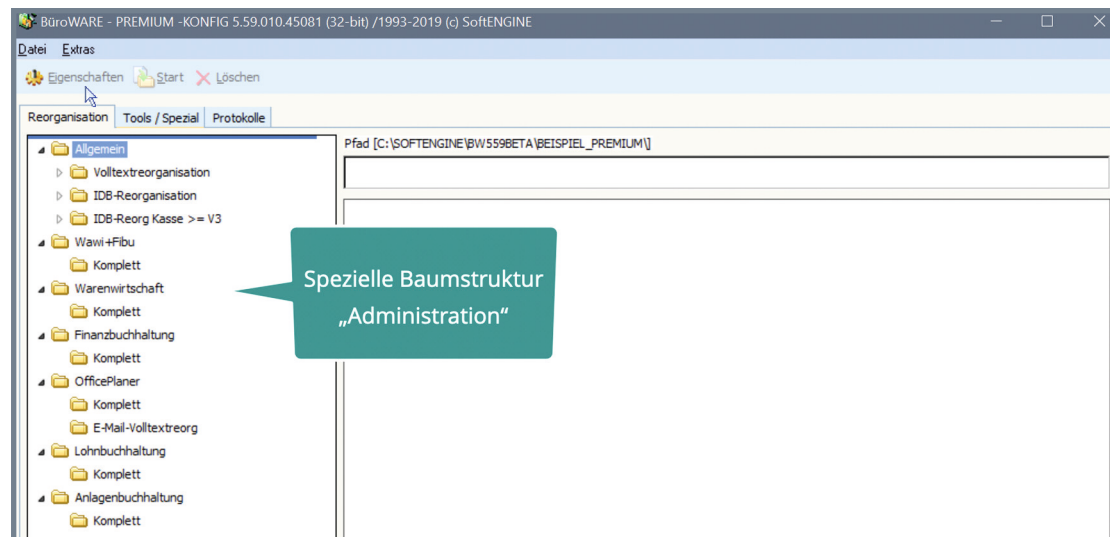 BüroWARE - PREMIUM -KONFIG 5.59.010.45081 (32-bit) /1993-2019 (c) SoftENGINE
Datei Extras
Eigenschaften Start Löschen
Reorganisation Tools / Spezial Protokolle
Pfad [C:\SOFTENGINE\BW559BETA\BEISPIEL_PREMIUM\]
Allgemein
Volltextreorganisation
IDB-Reorganisation
IDB-Reorg Kasse >= V3
Wawi+Fibu
Komplett
Warenwirtschaft
Komplett
Finanzbuchhaltung
Komplett
OfficePlaner
Komplett
E-Mail-Volltextreorg
Lohnbuchhaltung
Komplett
Anlagenbuchhaltung
Komplett
Spezielle Baumstruktur
„Administration“